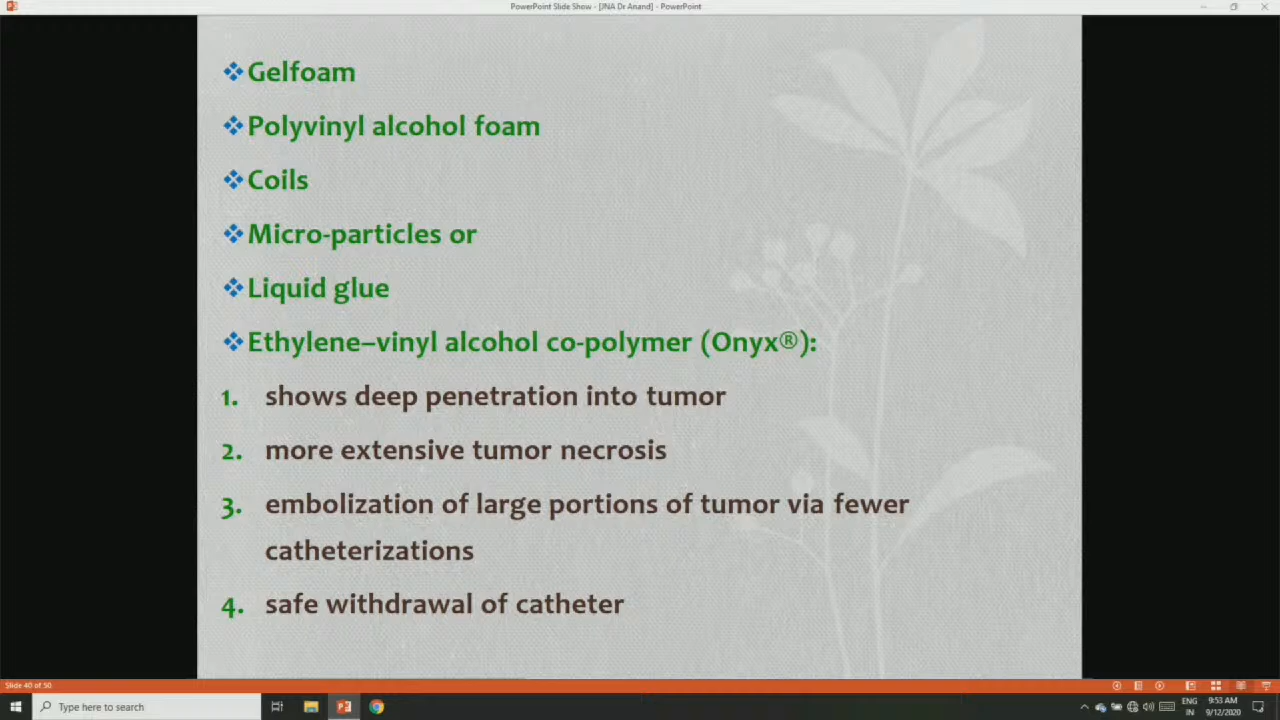 PowerPoint Slide Show - [JNA Dr Anand] - PowerPoint
Gelfoam
Polyvinyl alcohol foam
Coils
Micro-particles or
Liquid glue
Ethylene–vinyl alcohol co-polymer (Onyx®):
1. shows deep penetration into tumor
2. more extensive tumor necrosis
3. embolization of large portions of tumor via fewer
catheterizations
4. safe withdrawal of catheter
Slide 40 of 50
Type here to search
ENG
IN
9:53 AM
9/12/2020